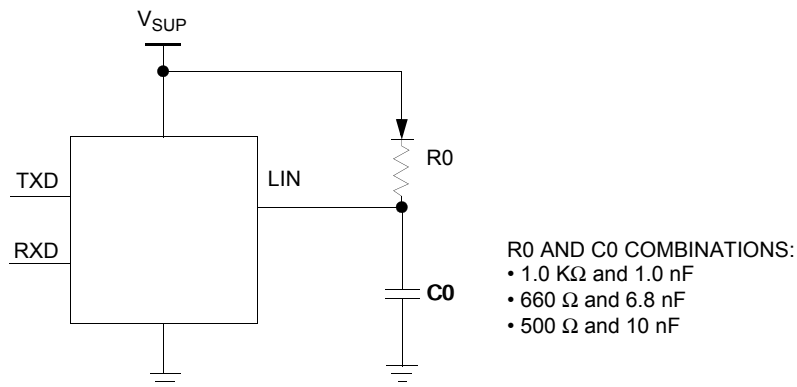 VSUP
R0
TXD
LIN
RXD
C0
R0 AND C0 COMBINATIONS:
• 1.0 KΩ and 1.0 nF
• 660 Ω and 6.8 nF
• 500 Ω and 10 nF